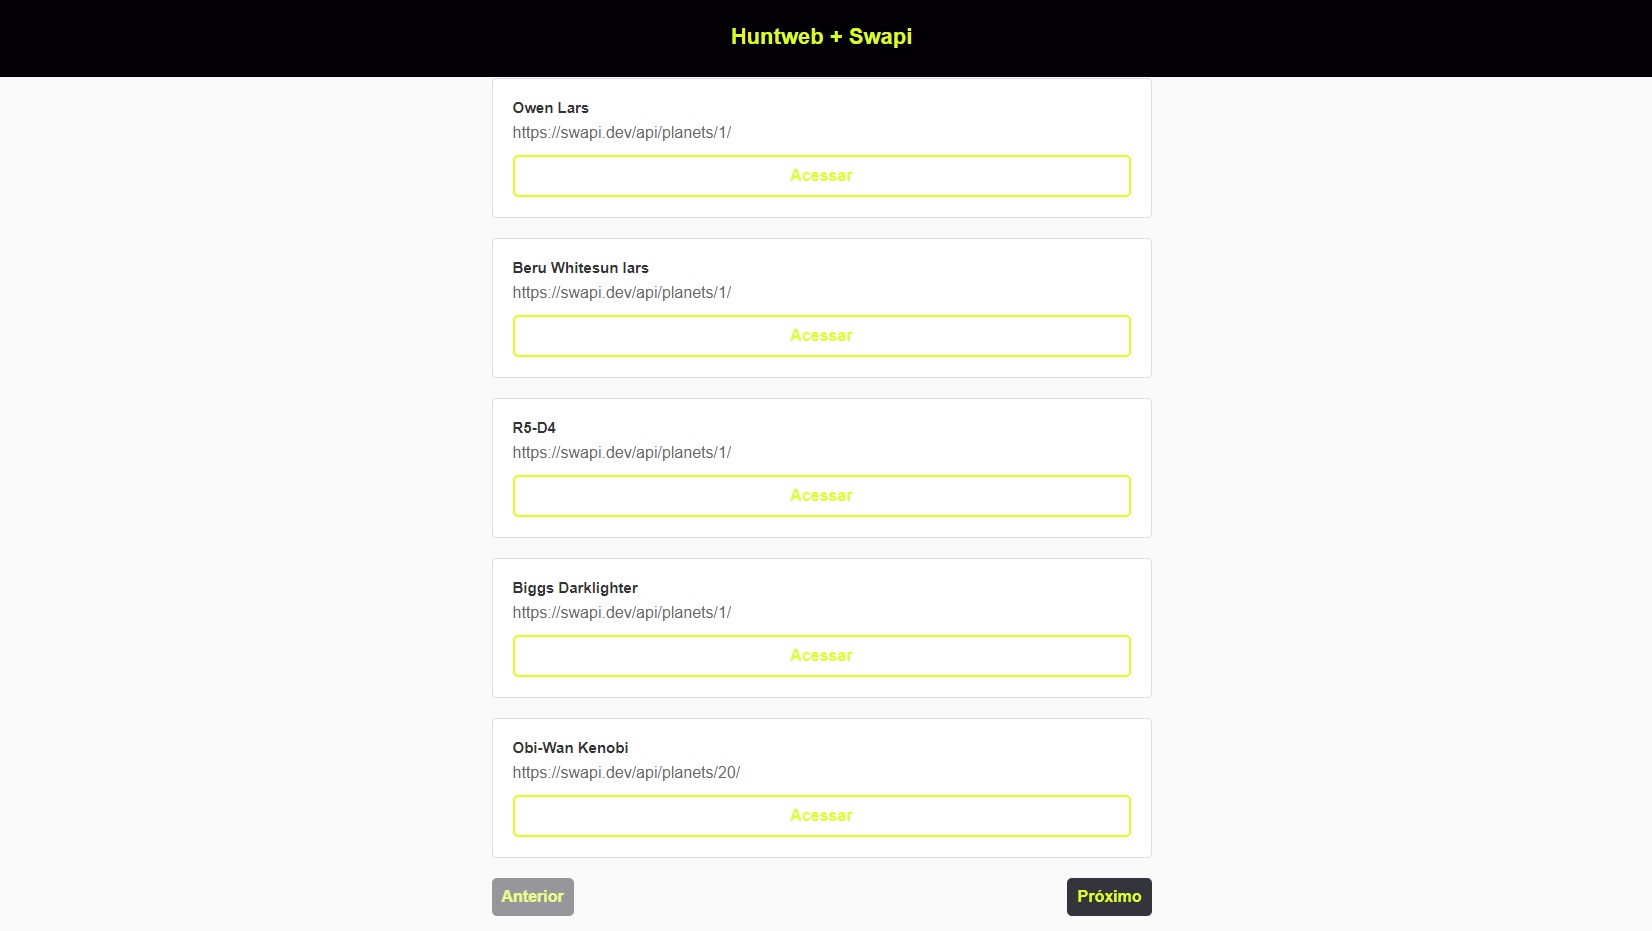 Huntweb + Swapi
Owen Lars
https://swapi.dev/api/planets/1/
Acessar
Beru Whitesun lars
https://swapi.dev/api/planets/1/
Acessar
R5-D4
https://swapi.dev/api/planets/1/
Acessar
Biggs Darklighter
https://swapi.dev/api/planets/1/
Acessar
Obi-Wan Kenobi
https://swapi.dev/api/planets/20/
Acessar
Anterior
Próximo